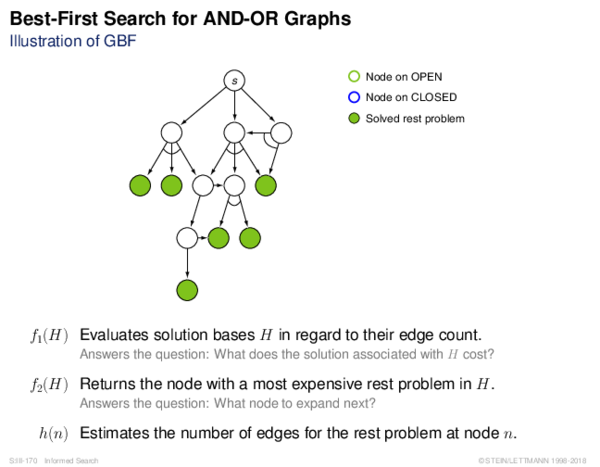 Best-First Search for AND-OR Graphs
Illustration of GBF
s
Node on OPEN
Node on CLOSED
Solved rest problem
f₁(H) Evaluates solution bases H in regard to their edge count.
Answers the question: What does the solution associated with H cost?
f₂(H) Returns the node with a most expensive rest problem in H.
Answers the question: What node to expand next?
h(n) Estimates the number of edges for the rest problem at node n.
S:II-170 Informed Search
©STEIN/LETTMANN 1998-2018